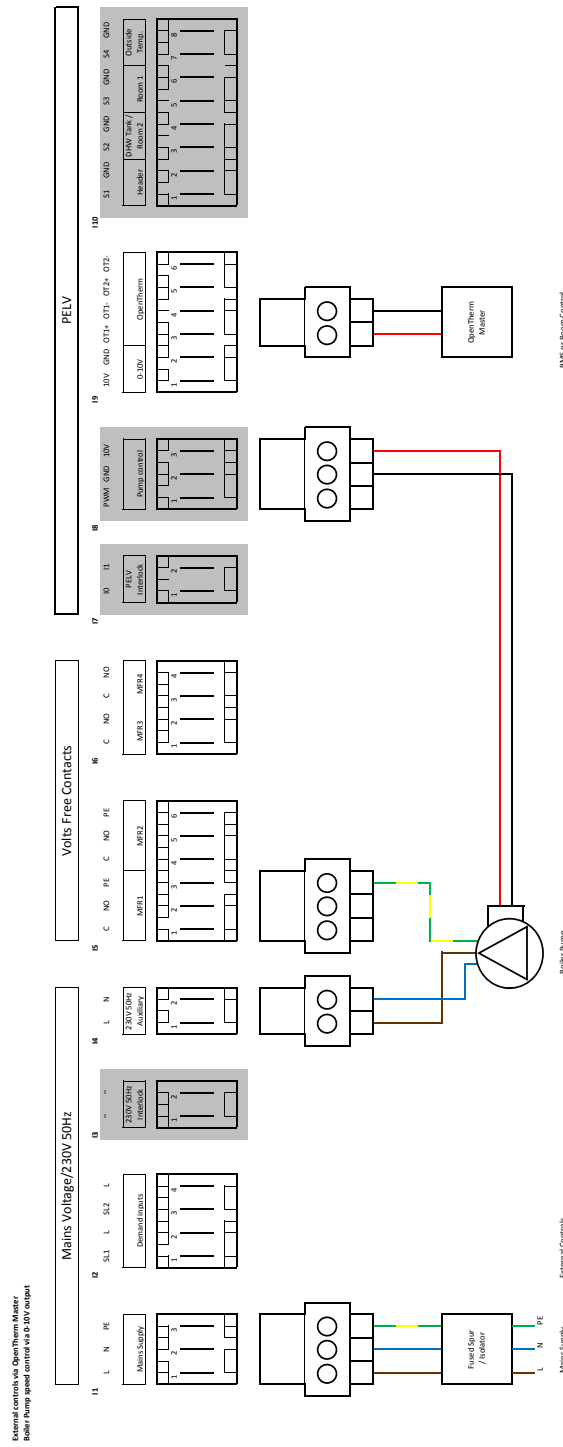 External controls via OpenTherm Master
Boiler Pump speed control via 0-10V output
Mains Voltage/230V 50Hz
Volts Free Contacts
PELV
I1
I2
I3
I4
I5
I6
I7
I8
I9
I10
L N PE
SL1 L SL2 L
~ ~
L N
C NO PE C NO PE
C NO C NO
I0 I1
PWM GND 10V
10V GND OT1+ OT1- OT2+ OT2-
S1 GND S2 GND S3 GND S4 GND
Mains Supply
Demand inputs
230V 50Hz
Interlock
230V 50Hz
Auxiliary
MFR1
MFR2
MFR3
MFR4
PELV
Interlock
Pump control
0-10V
OpenTherm
Header
DHW Tank /
Room 2
Room 1
Outside
Temp.
1 2 3
1 2 3 4
1 2
1 2
1 2 3 4 5 6
1 2 3 4
1 2
1 2 3
1 2 3 4 5 6
1 2 3 4 5 6 7 8
Fused Spur
/ Isolator
OpenTherm
Master
L N PE
Mains Supply
External Controls
Boiler Pump
BMS or Room Control